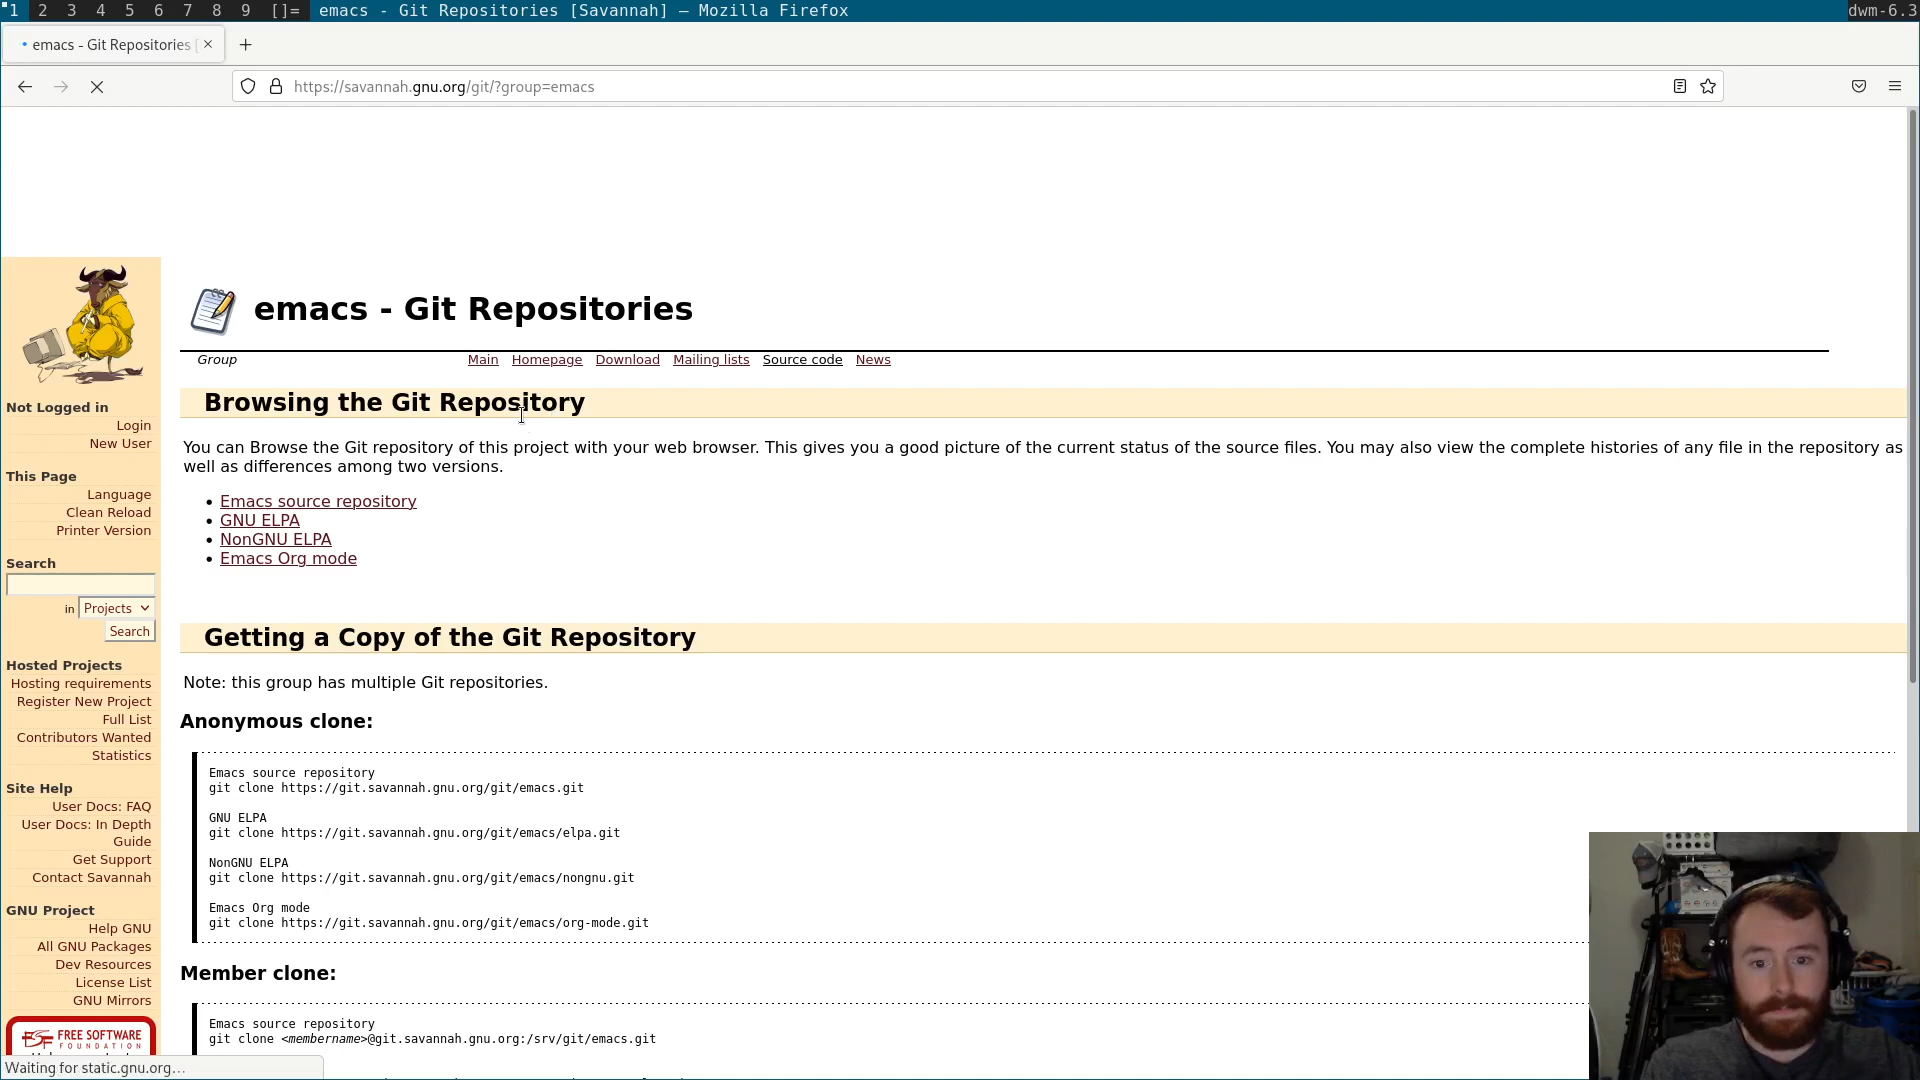 1 2 3 4 5 6 7 8 9 []= emacs - Git Repositories [Savannah] — Mozilla Firefox dwm-6.3
emacs - Git Repositories [
https://savannah.gnu.org/git/?group=emacs
emacs - Git Repositories
Group Main Homepage Download Mailing lists Source code News
Not Logged in
Login
New User
This Page
Language
Clean Reload
Printer Version
Search
in Projects
Search
Hosted Projects
Hosting requirements
Register New Project
Full List
Contributors Wanted
Statistics
Site Help
User Docs: FAQ
User Docs: In Depth
Guide
Get Support
Contact Savannah
GNU Project
Help GNU
All GNU Packages
Dev Resources
License List
GNU Mirrors
FREE SOFTWARE
FOUNDATION
Browsing the Git Repository
You can Browse the Git repository of this project with your web browser. This gives you a good picture of the current status of the source files. You may also view the complete histories of any file in the repository as
well as differences among two versions.
• Emacs source repository
• GNU ELPA
• NonGNU ELPA
• Emacs Org mode
Getting a Copy of the Git Repository
Note: this group has multiple Git repositories.
Anonymous clone:
Emacs source repository
git clone https://git.savannah.gnu.org/git/emacs.git
GNU ELPA
git clone https://git.savannah.gnu.org/git/emacs/elpa.git
NonGNU ELPA
git clone https://git.savannah.gnu.org/git/emacs/nongnu.git
Emacs Org mode
git clone https://git.savannah.gnu.org/git/emacs/org-mode.git
Member clone:
Emacs source repository
git clone <membername>@git.savannah.gnu.org:/srv/git/emacs.git
Waiting for static.gnu.org…